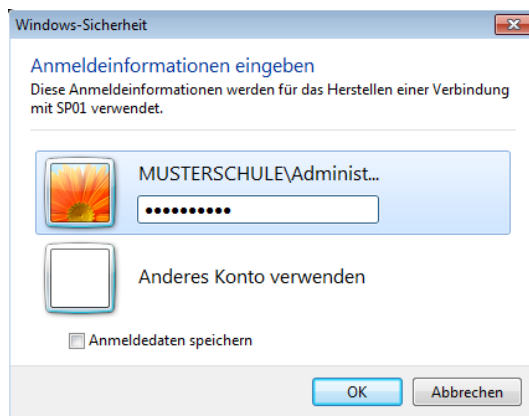 Windows-Sicherheit
Anmeldeinformationen eingeben
Diese Anmeldeinformationen werden für das Herstellen einer Verbindung
mit SP01 verwendet.
MUSTERSCHULE\Administ...
••••••••••
Anderes Konto verwenden
Anmeldedaten speichern
OK
Abbrechen